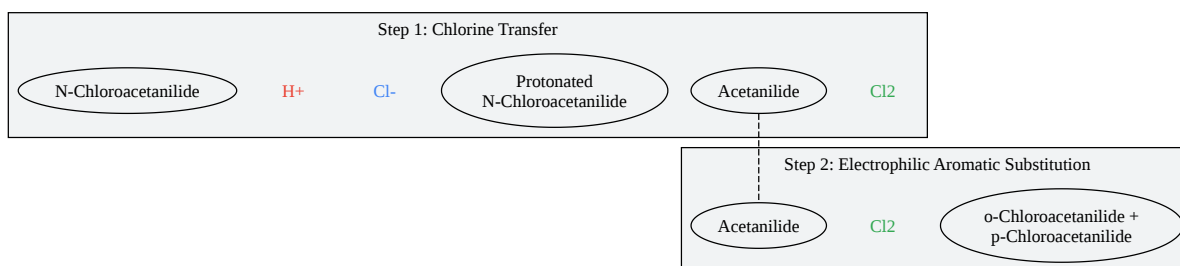 Step 1: Chlorine Transfer
N-Chloroacetanilide
H+
Cl-
Protonated
N-Chloroacetanilide
Acetanilide
Cl2
Step 2: Electrophilic Aromatic Substitution
Acetanilide
Cl2
o-Chloroacetanilide +
p-Chloroacetanilide